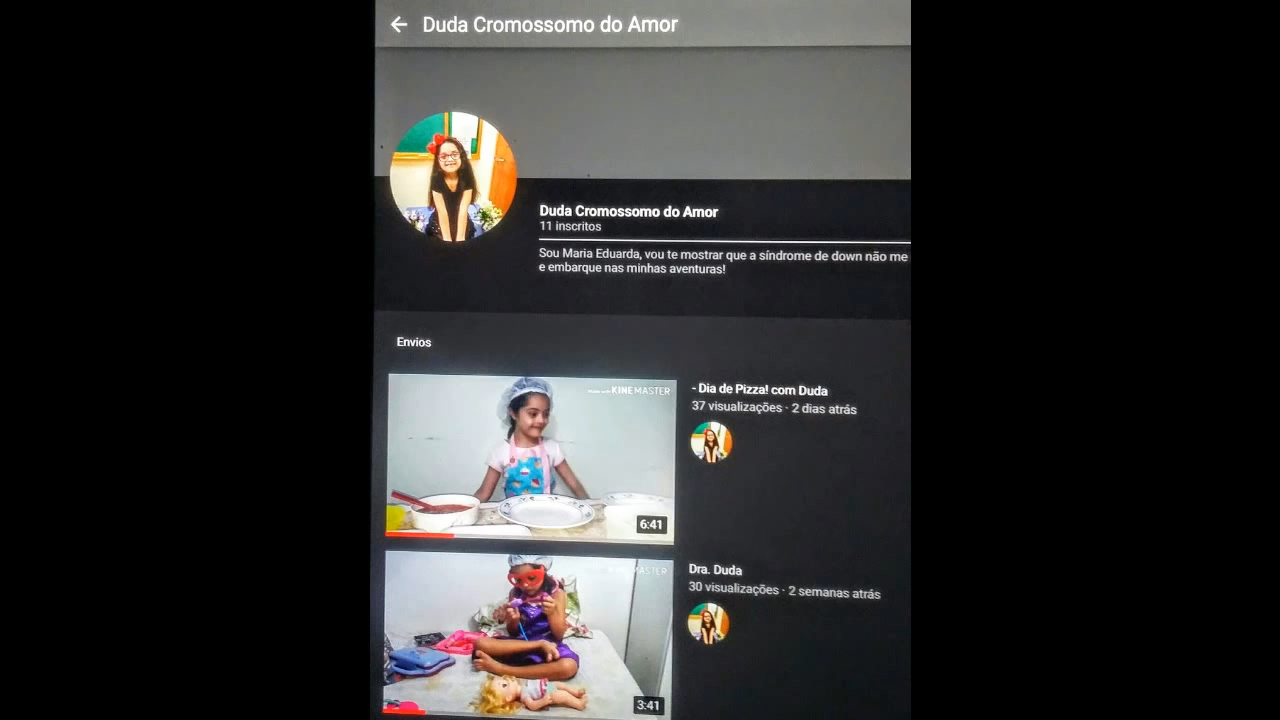 Duda Cromossomo do Amor
Duda Cromossomo do Amor
11 inscritos
Sou Maria Eduarda, vou te mostrar que a síndrome de down não me
e embarque nas minhas aventuras!
Envios
Made with KINEMASTER
- Dia de Pizza! com Duda
37 visualizações · 2 dias atrás
6:41
KINEMASTER
Dra. Duda
30 visualizações · 2 semanas atrás
3:41